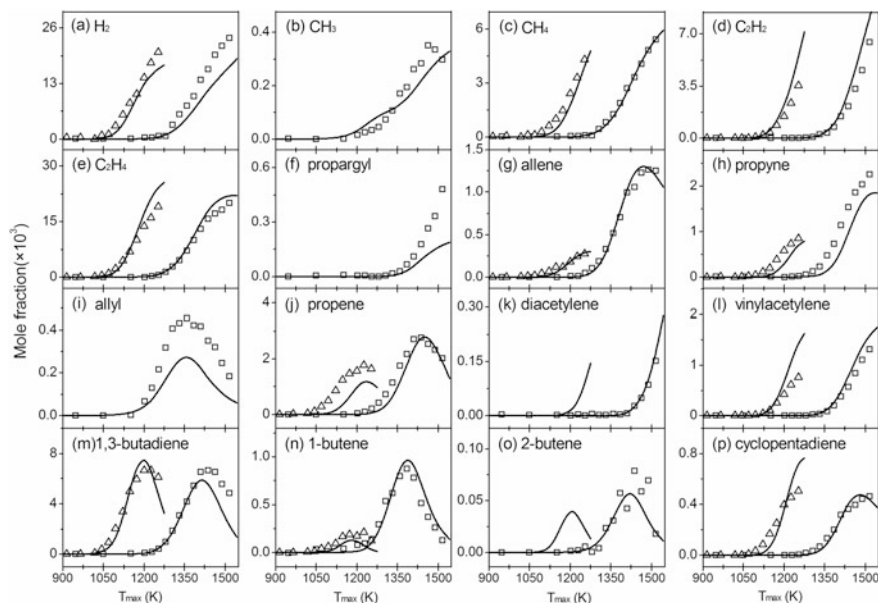 (a) H₂
(b) CH₃
(c) CH₄
(d) C₂H₂
26
13
0
0.4
0.2
0.0
6
3
0
7.0
3.5
0.0
(e) C₂H₄
(f) propargyl
(g) allene
(h) propyne
30
15
0
0.6
0.3
0.0
1.5
1.0
0.5
0.0
2
1
0
Mole fraction(×10³)
(i) allyl
(j) propene
(k) diacetylene
(l) vinylacetylene
0.4
0.2
0.0
4
2
0
0.30
0.15
0.00
3.0
1.5
0.0
(m)1,3-butadiene
(n) 1-butene
(o) 2-butene
(p) cyclopentadiene
8
4
0
1.0
0.5
0.0
0.10
0.05
0.00
0.8
0.4
0.0
900 1050 1200 1350 1500
900 1050 1200 1350 1500
900 1050 1200 1350 1500
900 1050 1200 1350 1500
Tmax (K)
Tmax (K)
Tmax (K)
Tmax (K)